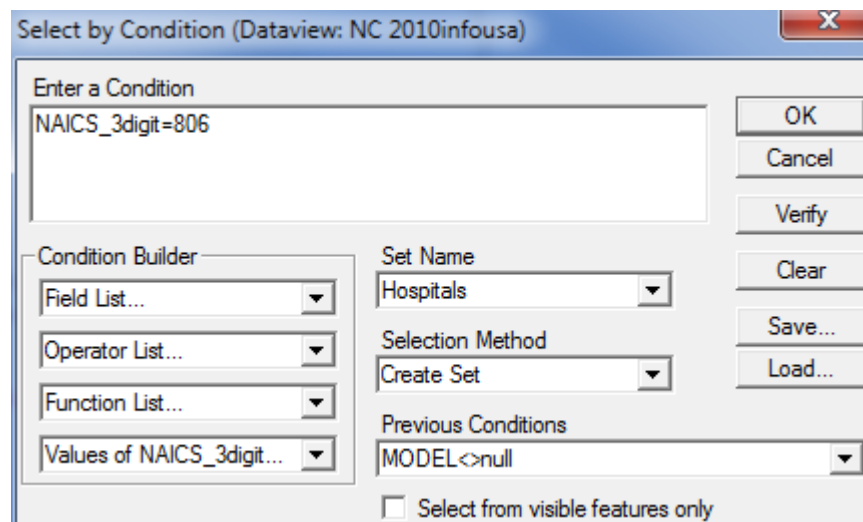 Select by Condition (Dataview: NC 2010infousa)
X
Enter a Condition
NAICS_3digit=806
OK
Cancel
Verify
Clear
Save...
Load...
Condition Builder
Field List...
Operator List...
Function List...
Values of NAICS_3digit...
Set Name
Hospitals
Selection Method
Create Set
Previous Conditions
MODEL<>null
Select from visible features only